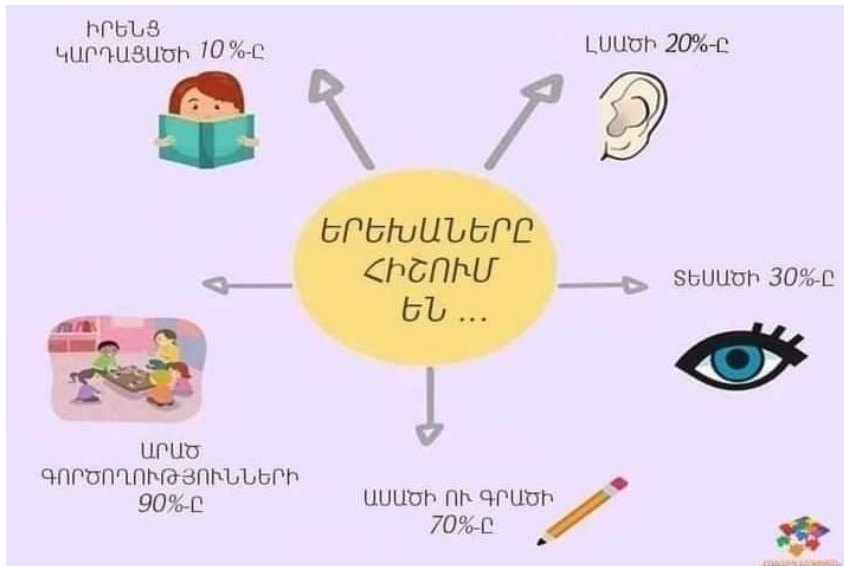 ԵՐԵԽԱՆԵՐԸ
ՀԻՇՈՒՄ
ԵՆ ...
ԻՐԵՆՑ
ԿԱՐԴԱՑԱԾԻ 10%-Ը
ԼՍԱԾԻ 20%-Ը
ՏԵՍԱԾԻ 30%-Ը
ԱՍԱԾԻ ՈՒ ԳՐԱԾԻ
70%-Ը
ԱՐԱԾ
ԳՈՐԾՈՂՈՒԹՅՈՒՆՆԵՐԻ
90%-Ը